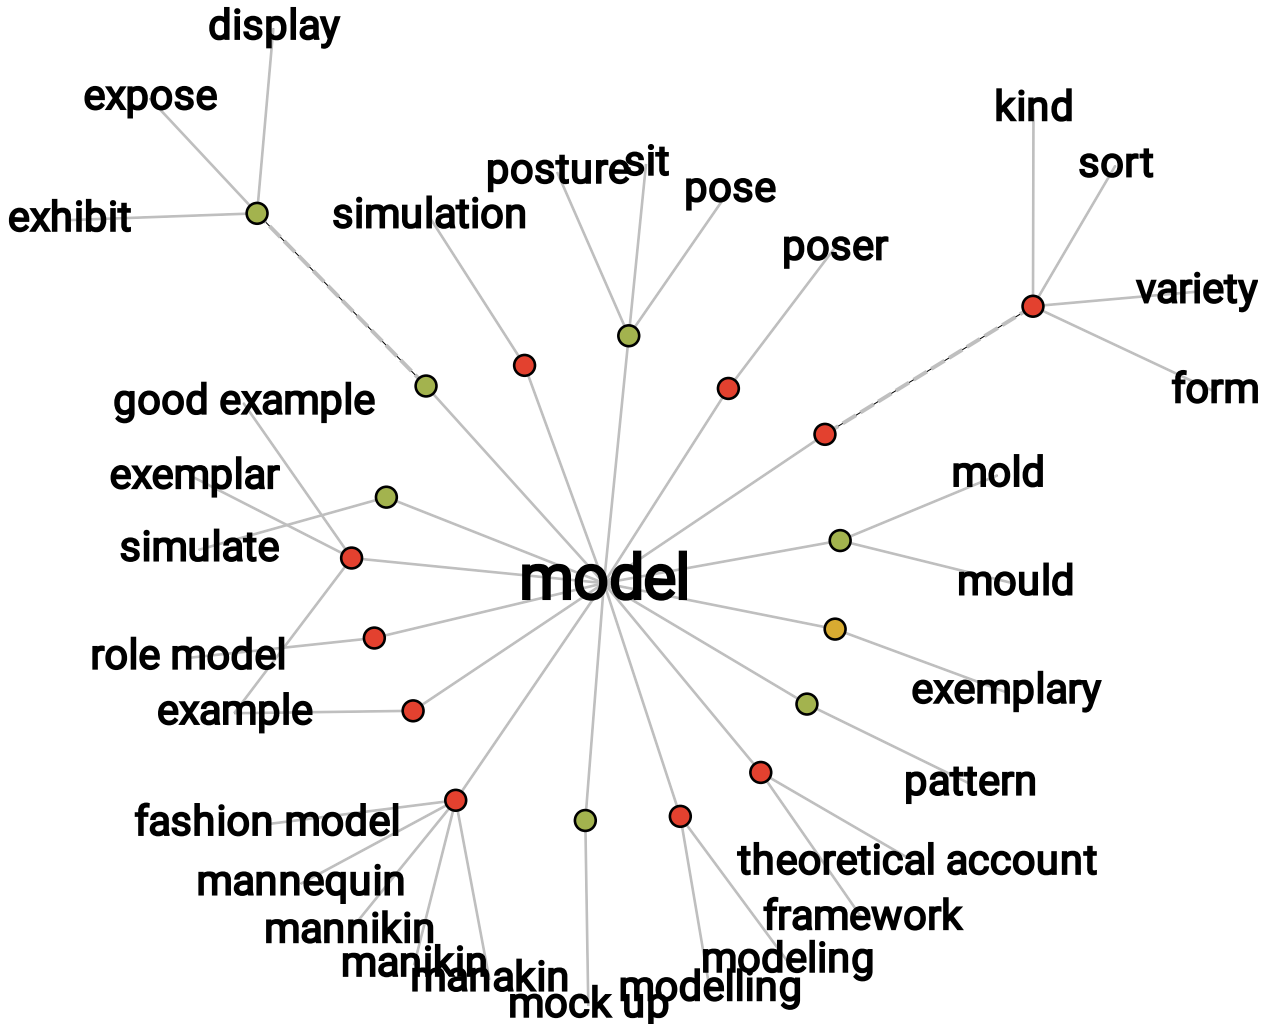 display
expose
kind
exhibit
simulation
posture
sit
pose
sort
poser
variety
form
good example
exemplar
simulate
mold
model
mould
role model
example
exemplary
pattern
fashion model
theoretical account
mannequin
framework
mannikin
manikin
manakin
modeling
modelling
mock up